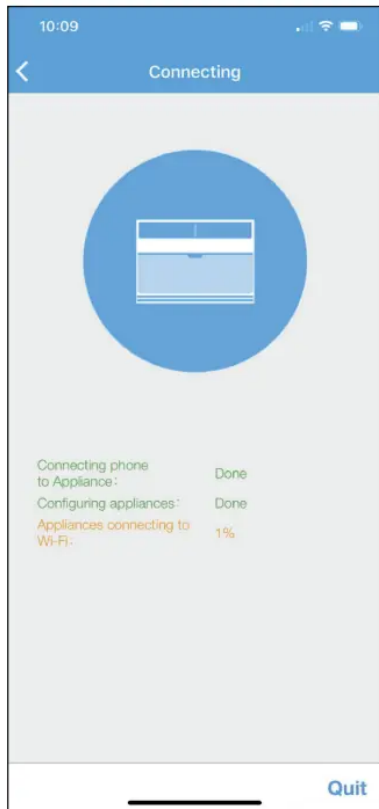 10:09
Connecting
Connecting phone
to Appliance: Done
Configuring appliances: Done
Appliances connecting to
Wi-Fi: 1%
Quit